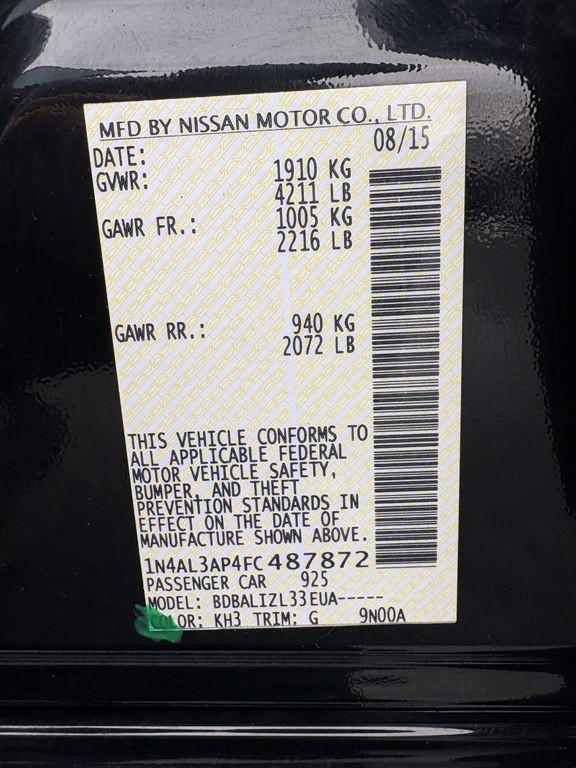 MFD BY NISSAN MOTOR CO., LTD.
DATE: 08/15
GVWR: 1910 KG
4211 LB
GAWR FR.: 1005 KG
2216 LB
GAWR RR.: 940 KG
2072 LB
THIS VEHICLE CONFORMS TO
ALL APPLICABLE FEDERAL
MOTOR VEHICLE SAFETY,
BUMPER, AND THEFT
PREVENTION STANDARDS IN
EFFECT ON THE DATE OF
MANUFACTURE SHOWN ABOVE.
1N4AL3AP4FC487872
PASSENGER CAR 925
MODEL: BDBALIZL33EUA-----
COLOR: KH3 TRIM: G 9N00A